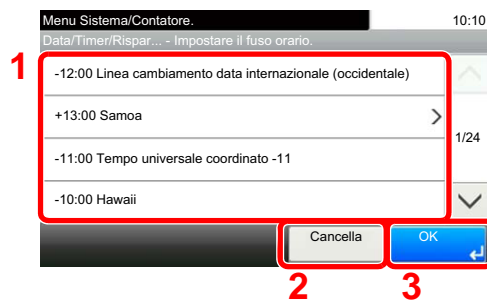 Menu Sistema/Contatore.
10:10
Data/Timer/Rispar... - Impostare il fuso orario.
1
-12:00 Linea cambiamento data internazionale (occidentale)
+13:00 Samoa
1/24
-11:00 Tempo universale coordinato -11
-10:00 Hawaii
Cancella
OK
2
3